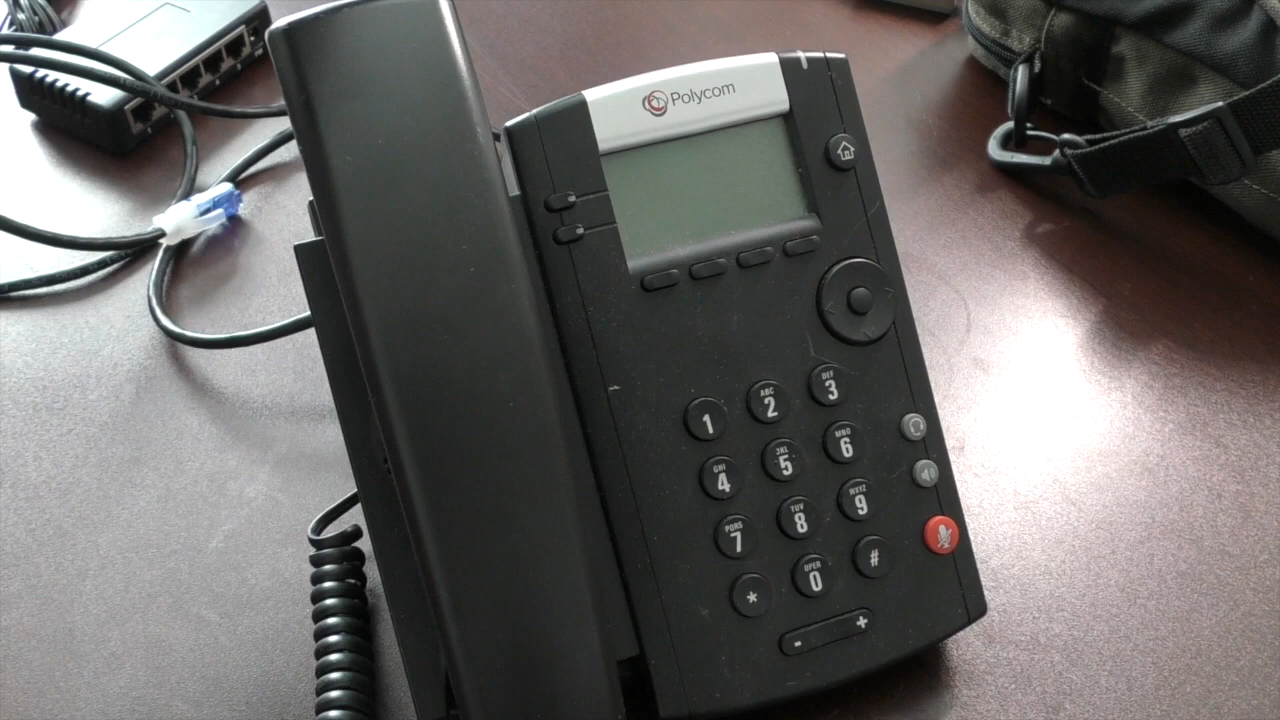 Polycom
1
ABC
2
DEF
3
GHI
4
JKL
5
MNO
6
PQRS
7
TUV
8
WXYZ
9
*
OPER
0
#
- +